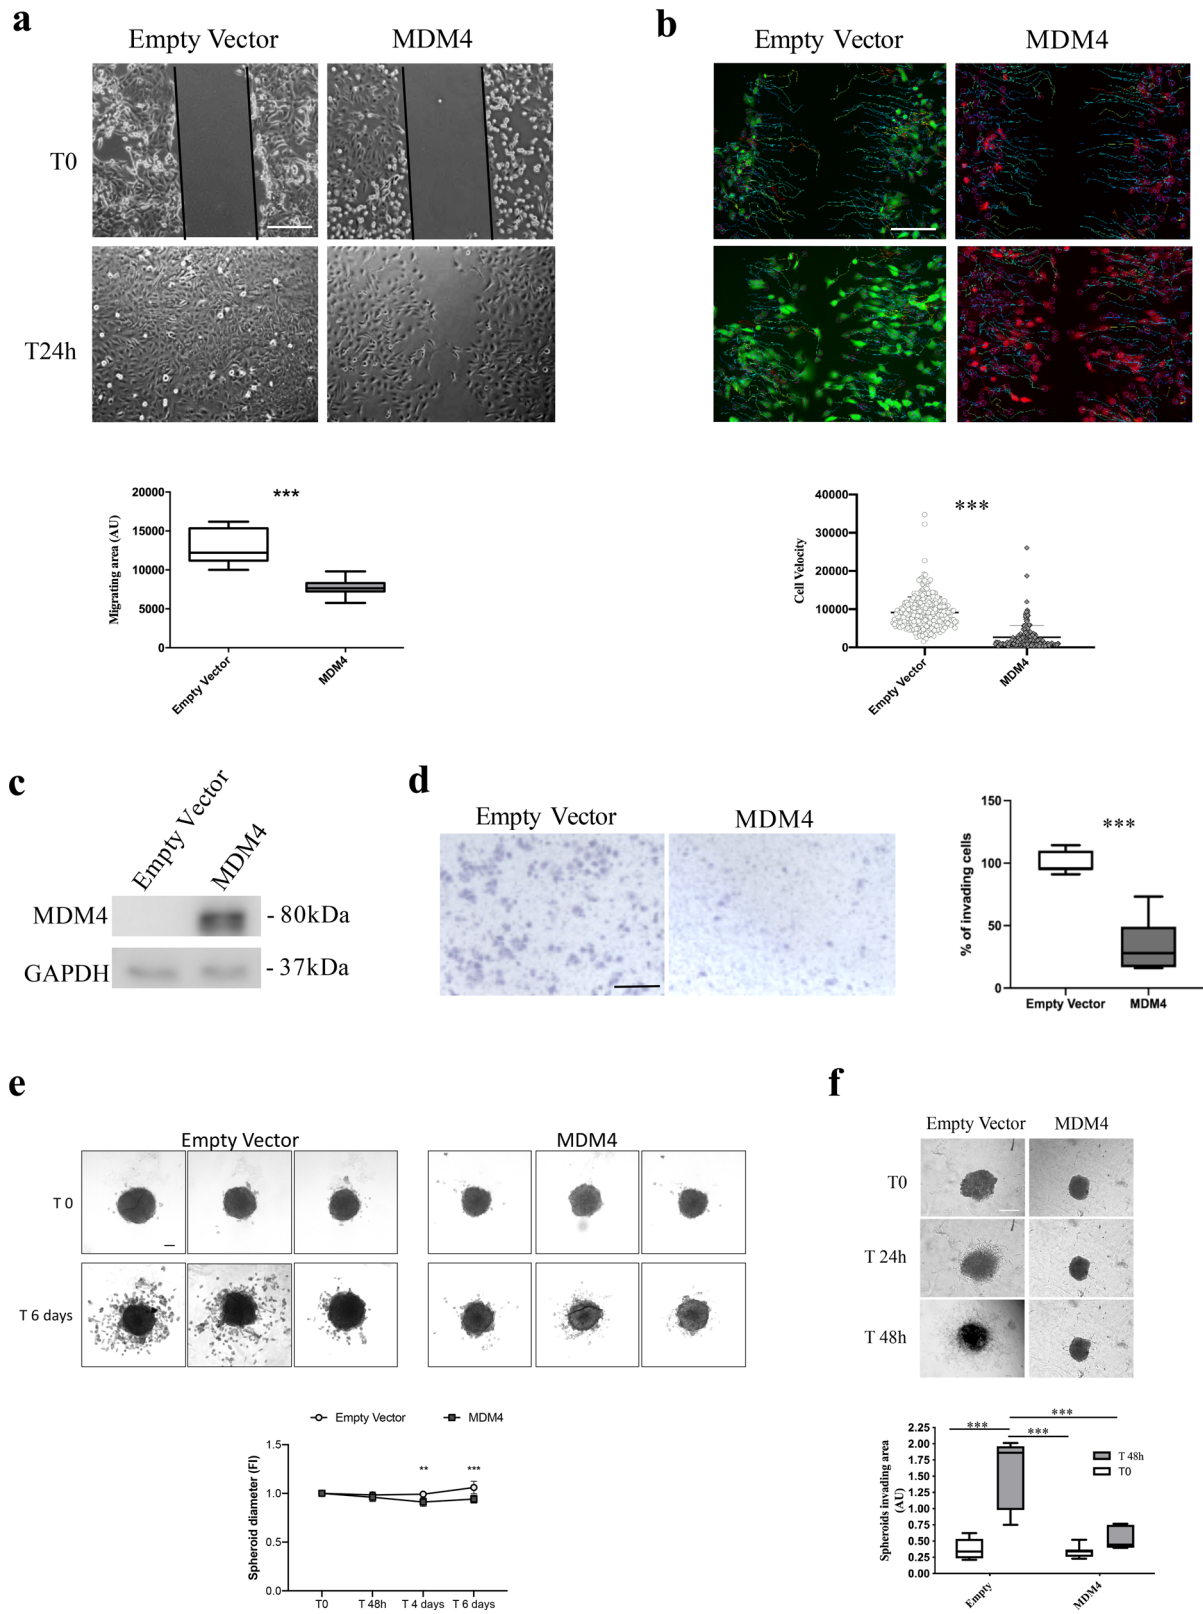 a
Empty Vector MDM4
T0
T24h
Migrating area (AU)
20000
15000
10000
5000
0
***
Empty Vector
MDM4
b
Empty Vector MDM4
Cell Velocity
40000
30000
20000
10000
0
***
Empty Vector
MDM4
c
Empty Vector
MDM4
MDM4 - 80kDa
GAPDH - 37kDa
d
Empty Vector MDM4
% of invading cells
150
100
50
0
***
Empty Vector MDM4
e
Empty Vector MDM4
T 0
T 6 days
Empty Vector MDM4
Spheroid diameter (FI)
1.5
1.0
0.5
0.0
** ***
T0 T 48h T 4 days T 6 days
f
Empty Vector MDM4
T0
T 24h
T 48h
Spheroids invading area
(AU)
2.25
2.00
1.75
1.50
1.25
1.00
0.75
0.50
0.25
0.00
*** *** ***
T 48h
T0
Empty
MDM4